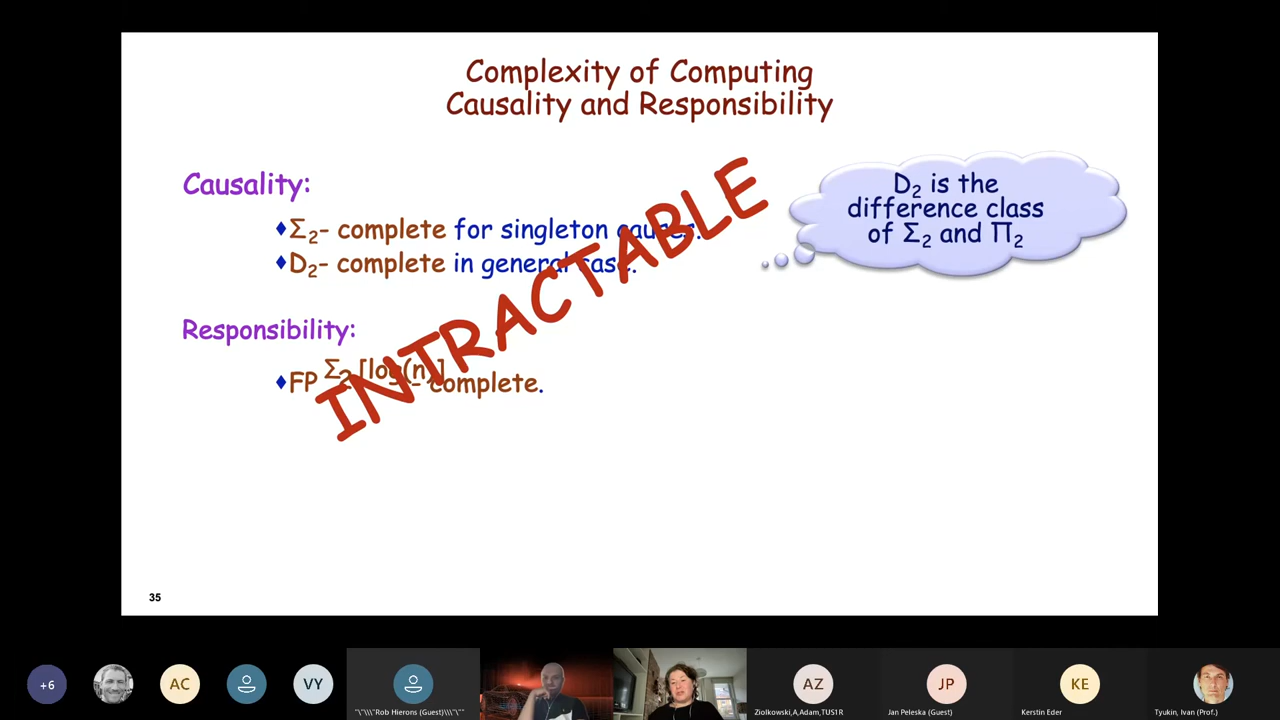 Complexity of Computing
Causality and Responsibility
Causality:
♦Σ2- complete for singleton causes.
♦D2- complete in general case.
Responsibility:
♦FP Σ2 [log(n)] - complete.
INTRACTABLE
D2 is the
difference class
of Σ2 and Π2
35
+6
AC
VY
"\"\\\"Rob Hierons (Guest)\\\"\""
AZ
Ziolkowski,A,Adam,TUS1R
JP
Jan Peleska (Guest)
KE
Kerstin Eder
Tyukin, Ivan (Prof.)